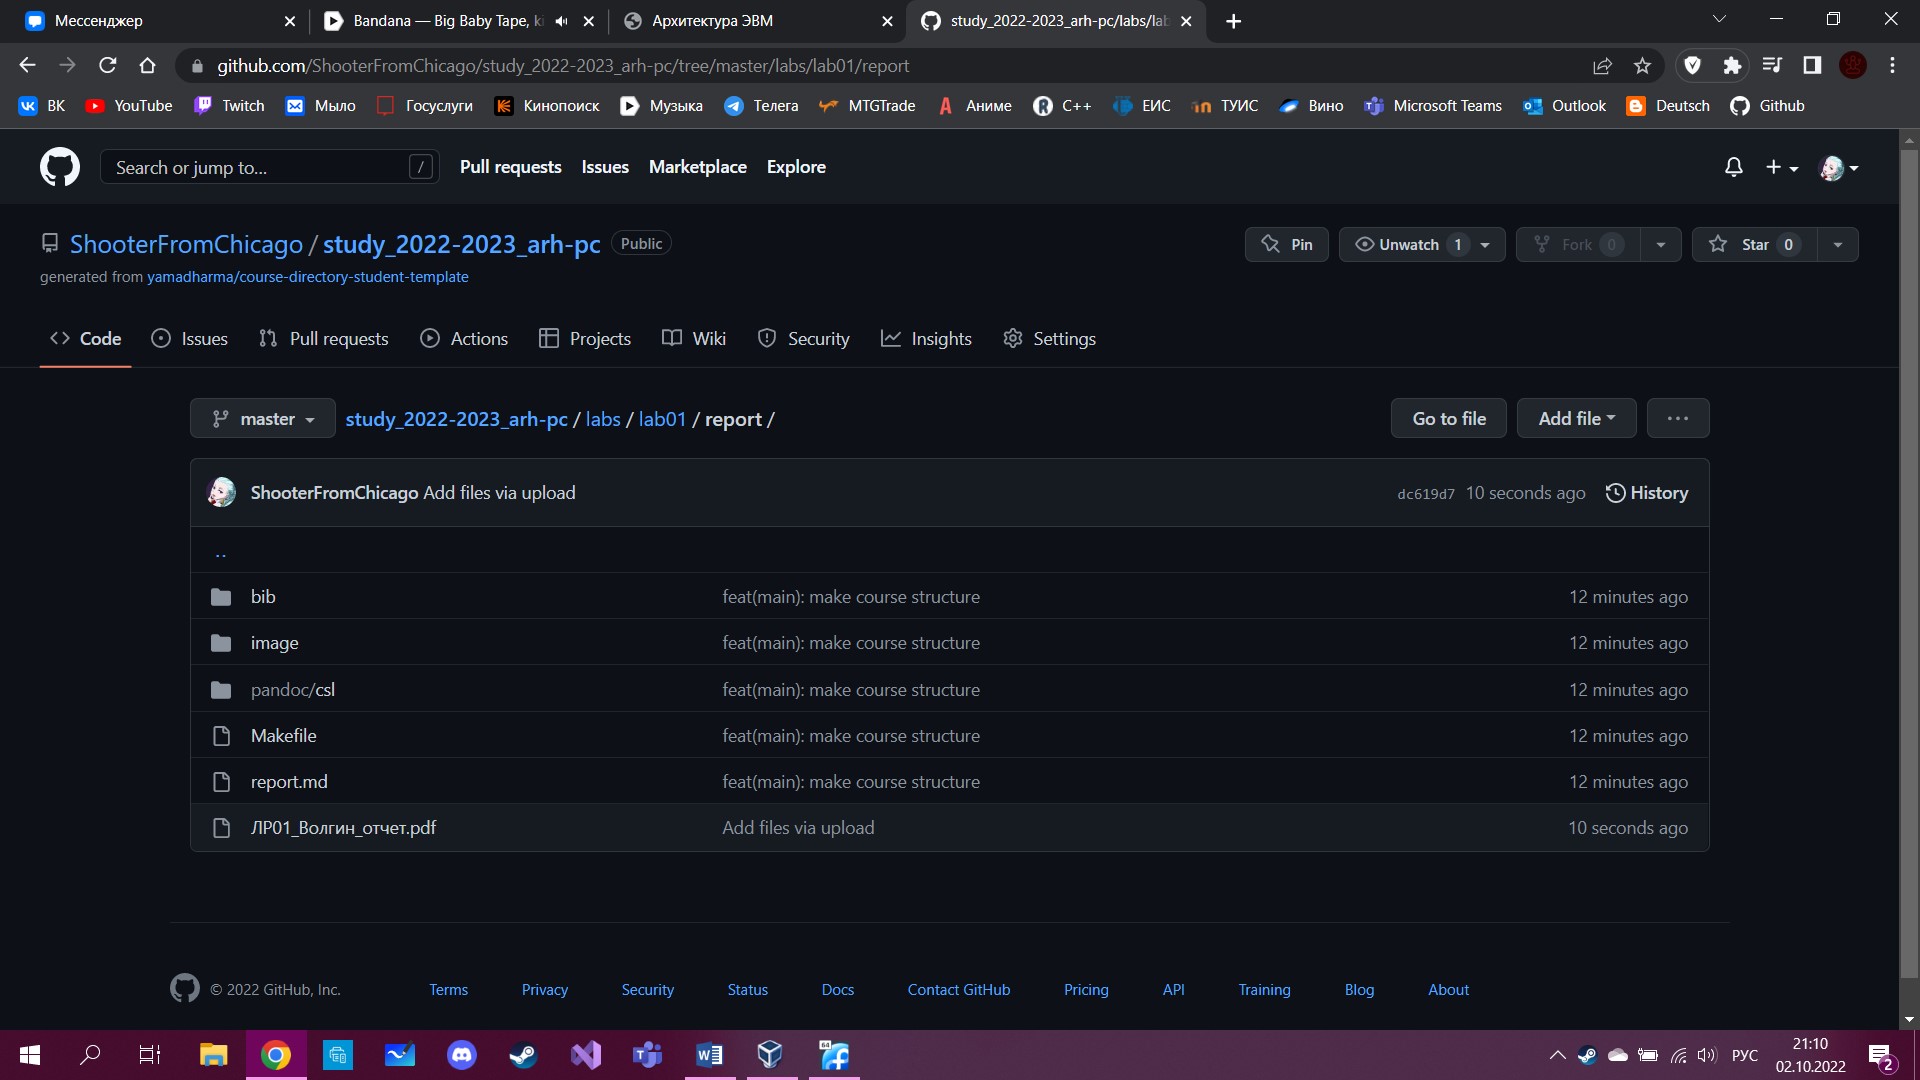 Мессенджер
Bandana — Big Baby Tape, ki
Архитектура ЭВМ
study_2022-2023_arh-pc/labs/lab
github.com/ShooterFromChicago/study_2022-2023_arh-pc/tree/master/labs/lab01/report
ВК YouTube Twitch Мыло Госуслуги Кинопоиск Музыка Телега MTGTrade Аниме C++ ЕИС ТУИС Вино Microsoft Teams Outlook Deutsch Github
Search or jump to... / Pull requests Issues Marketplace Explore
ShooterFromChicago / study_2022-2023_arh-pc Public
Pin Unwatch 1 Fork 0 Star 0
generated from yamadharma/course-directory-student-template
Code Issues Pull requests Actions Projects Wiki Security Insights Settings
master study_2022-2023_arh-pc / labs / lab01 / report / Go to file Add file ...
ShooterFromChicago Add files via upload dc619d7 10 seconds ago History
..
bib feat(main): make course structure 12 minutes ago
image feat(main): make course structure 12 minutes ago
pandoc/csl feat(main): make course structure 12 minutes ago
Makefile feat(main): make course structure 12 minutes ago
report.md feat(main): make course structure 12 minutes ago
ЛР01_Волгин_отчет.pdf Add files via upload 10 seconds ago
© 2022 GitHub, Inc. Terms Privacy Security Status Docs Contact GitHub Pricing API Training Blog About
РУС
21:10
02.10.2022
2